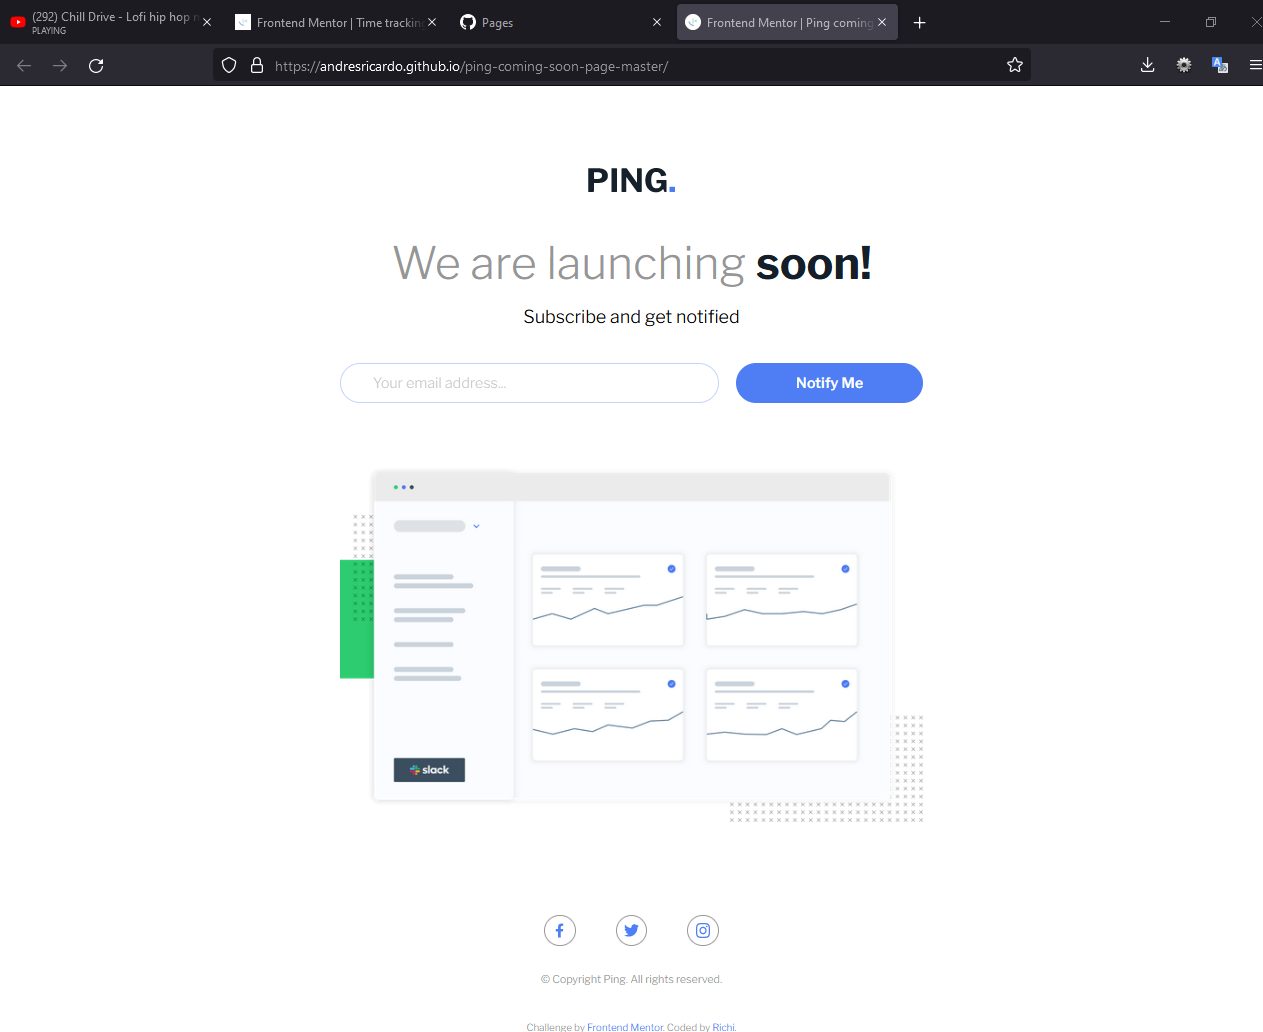 (292) Chill Drive - Lofi hip hop
PLAYING
Frontend Mentor | Time tracking
Pages
Frontend Mentor | Ping coming
https://andresricardo.github.io/ping-coming-soon-page-master/
PING.
We are launching soon!
Subscribe and get notified
Your email address...
Notify Me
slack
© Copyright Ping. All rights reserved.
Challenge by Frontend Mentor. Coded by Richi.